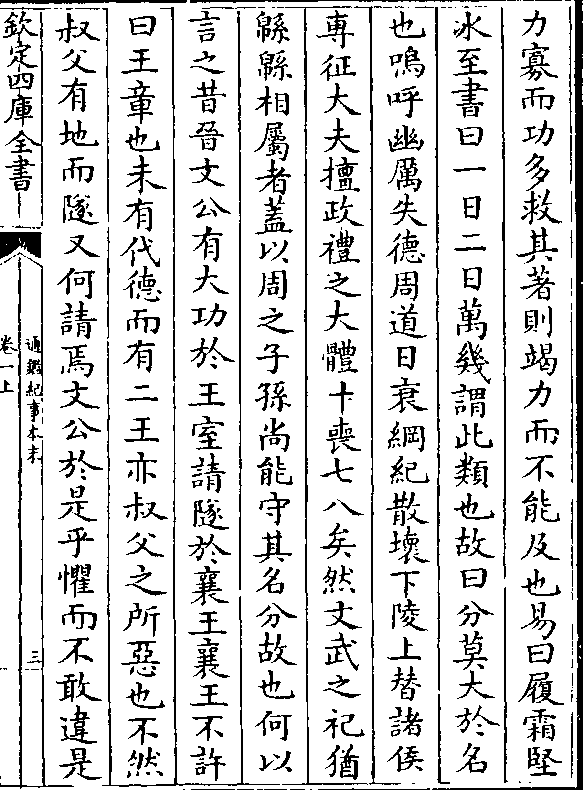 力寡而功多救其著則竭力而不能及也易曰履霜堅
冰至書曰一日二日萬幾謂此類也故曰分莫大於名
也嗚呼幽厲失德周道日衰綱紀散壞下陵上替諸侯
專征大夫擅政禮之大體十喪七八矣然文武之祀猶
緜緜相屬者蓋以周之子孫尚能守其名分故也何以
言之昔晉文公有大功於王室請隧於襄王襄王不許
曰王章也未有代德而有二王亦叔父之所惡也不然
叔父有地而隧又何請焉文公於是乎懼而不敢違是
欽定四庫全書
通鑑紀事本末
卷一上
三